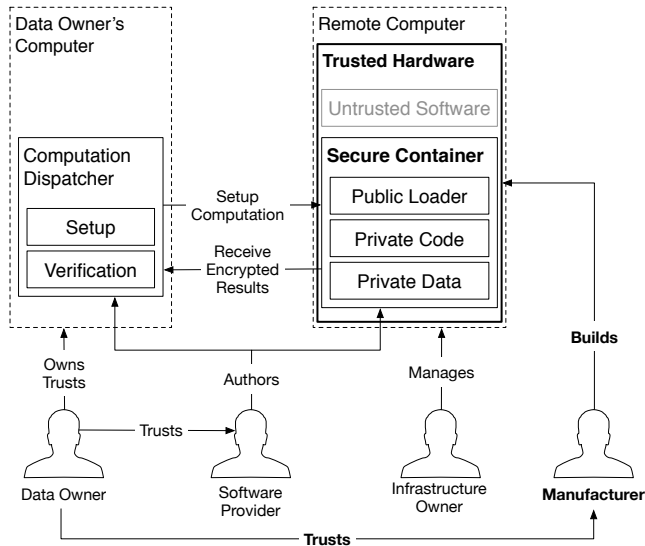 Data Owner's
Computer
Remote Computer
Trusted Hardware
Untrusted Software
Secure Container
Public Loader
Private Code
Private Data
Computation
Dispatcher
Setup
Verification
Setup
Computation
Receive
Encrypted
Results
Owns
Trusts
Authors
Manages
Builds
Trusts
Data Owner
Software
Provider
Infrastructure
Owner
Manufacturer
Trusts